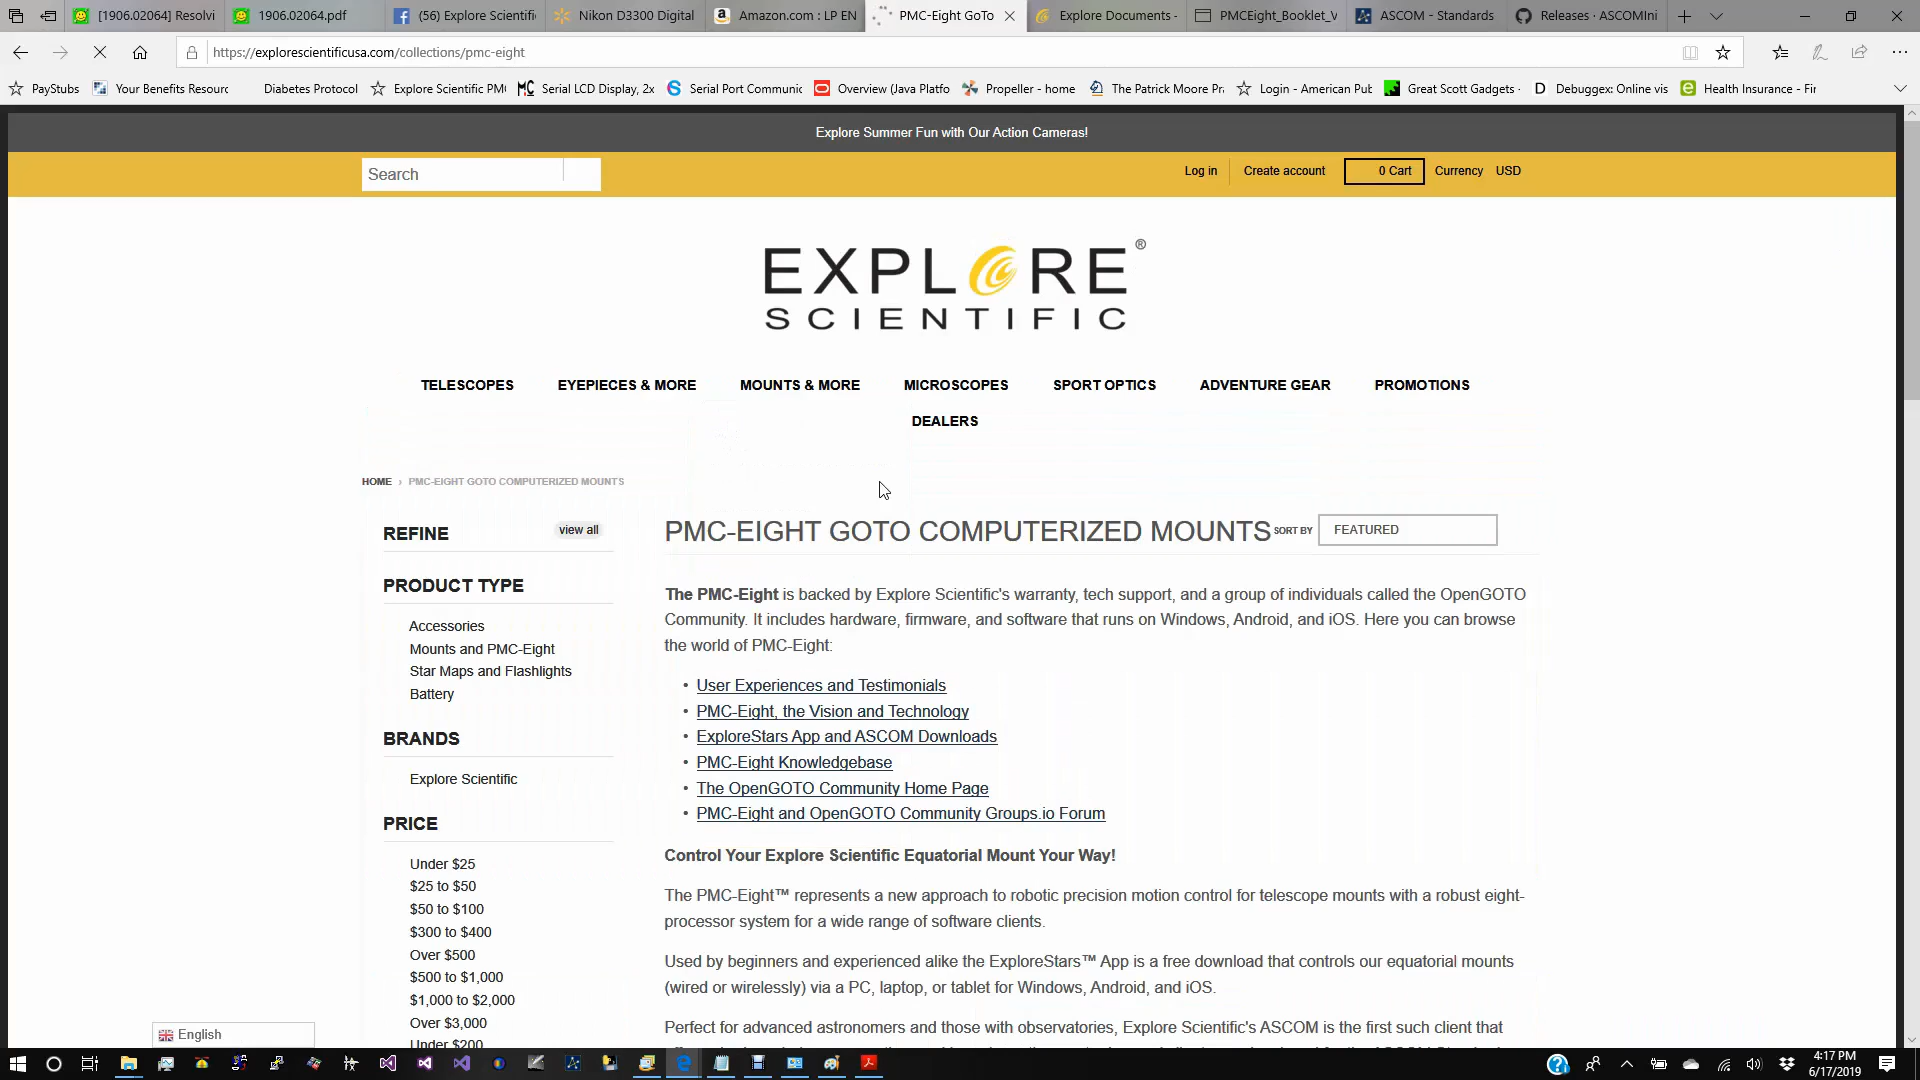 [1906.02064] Resolvi
1906.02064.pdf
(56) Explore Scientific
Nikon D3300 Digital
Amazon.com : LP EN
PMC-Eight GoTo
Explore Documents -
PMCEight_Booklet_V
ASCOM - Standards
Releases · ASCOMIni
https://explorescientificusa.com/collections/pmc-eight
PayStubs
Your Benefits Resourc
Diabetes Protocol
Explore Scientific PMC
Serial LCD Display, 2x
Serial Port Communic
Overview (Java Platfo
Propeller - home
The Patrick Moore Pr
Login - American Pub
Great Scott Gadgets -
Debuggex: Online vis
Health Insurance - Fir
Explore Summer Fun with Our Action Cameras!
Search
Log in
Create account
0 Cart
Currency USD
EXPLORE®
SCIENTIFIC
TELESCOPES
EYEPIECES & MORE
MOUNTS & MORE
MICROSCOPES
SPORT OPTICS
ADVENTURE GEAR
PROMOTIONS
DEALERS
HOME › PMC-EIGHT GOTO COMPUTERIZED MOUNTS
REFINE
view all
PRODUCT TYPE
Accessories
Mounts and PMC-Eight
Star Maps and Flashlights
Battery
BRANDS
Explore Scientific
PRICE
Under $25
$25 to $50
$50 to $100
$300 to $400
Over $500
$500 to $1,000
$1,000 to $2,000
Over $3,000
Under $200
PMC-EIGHT GOTO COMPUTERIZED MOUNTS
SORT BY
FEATURED
The PMC-Eight is backed by Explore Scientific's warranty, tech support, and a group of individuals called the OpenGOTO
Community. It includes hardware, firmware, and software that runs on Windows, Android, and iOS. Here you can browse
the world of PMC-Eight:
• User Experiences and Testimonials
• PMC-Eight, the Vision and Technology
• ExploreStars App and ASCOM Downloads
• PMC-Eight Knowledgebase
• The OpenGOTO Community Home Page
• PMC-Eight and OpenGOTO Community Groups.io Forum
Control Your Explore Scientific Equatorial Mount Your Way!
The PMC-Eight™ represents a new approach to robotic precision motion control for telescope mounts with a robust eight-
processor system for a wide range of software clients.
Used by beginners and experienced alike the ExploreStars™ App is a free download that controls our equatorial mounts
(wired or wirelessly) via a PC, laptop, or tablet for Windows, Android, and iOS.
Perfect for advanced astronomers and those with observatories, Explore Scientific's ASCOM is the first such client that
English
4:17 PM
6/17/2019